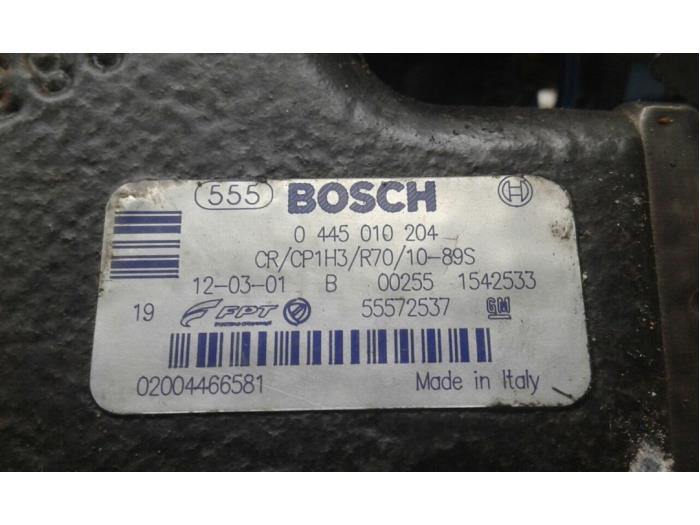 555 BOSCH
0 445 010 204
CR/CP1H3/R70/10-89S
12-03-01 B 00255 1542533
19 FPT 55572537 GM
02004466581 Made in Italy